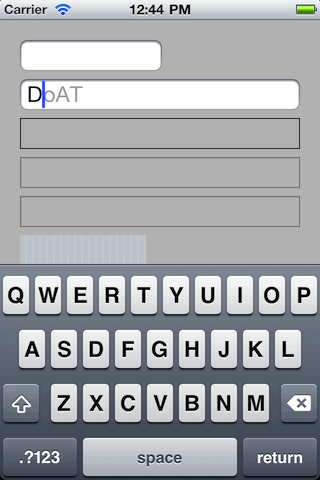 Carrier 12:44 PM
DoAT
Q W E R T Y U I O P
A S D F G H J K L
Z X C V B N M
.?123 space return